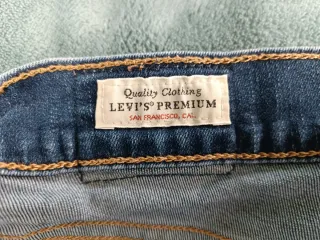 Quality Clothing
LEVI'S® PREMIUM
SAN FRANCISCO, CAL.